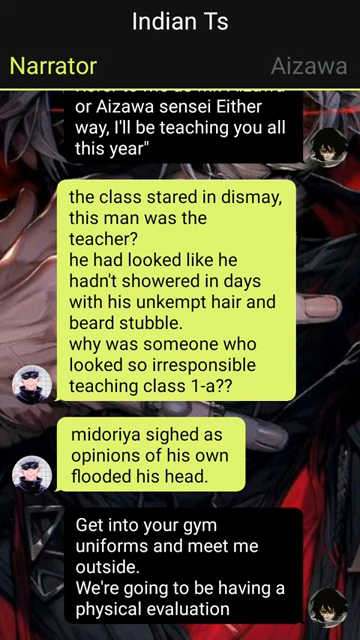 Indian Ts
Narrator
Aizawa
or Aizawa sensei Either
way, I'll be teaching you all
this year"
the class stared in dismay,
this man was the
teacher?
he had looked like he
hadn't showered in days
with his unkempt hair and
beard stubble.
why was someone who
looked so irresponsible
teaching class 1-a??
midoriya sighed as
opinions of his own
flooded his head.
Get into your gym
uniforms and meet me
outside.
We're going to be having a
physical evaluation